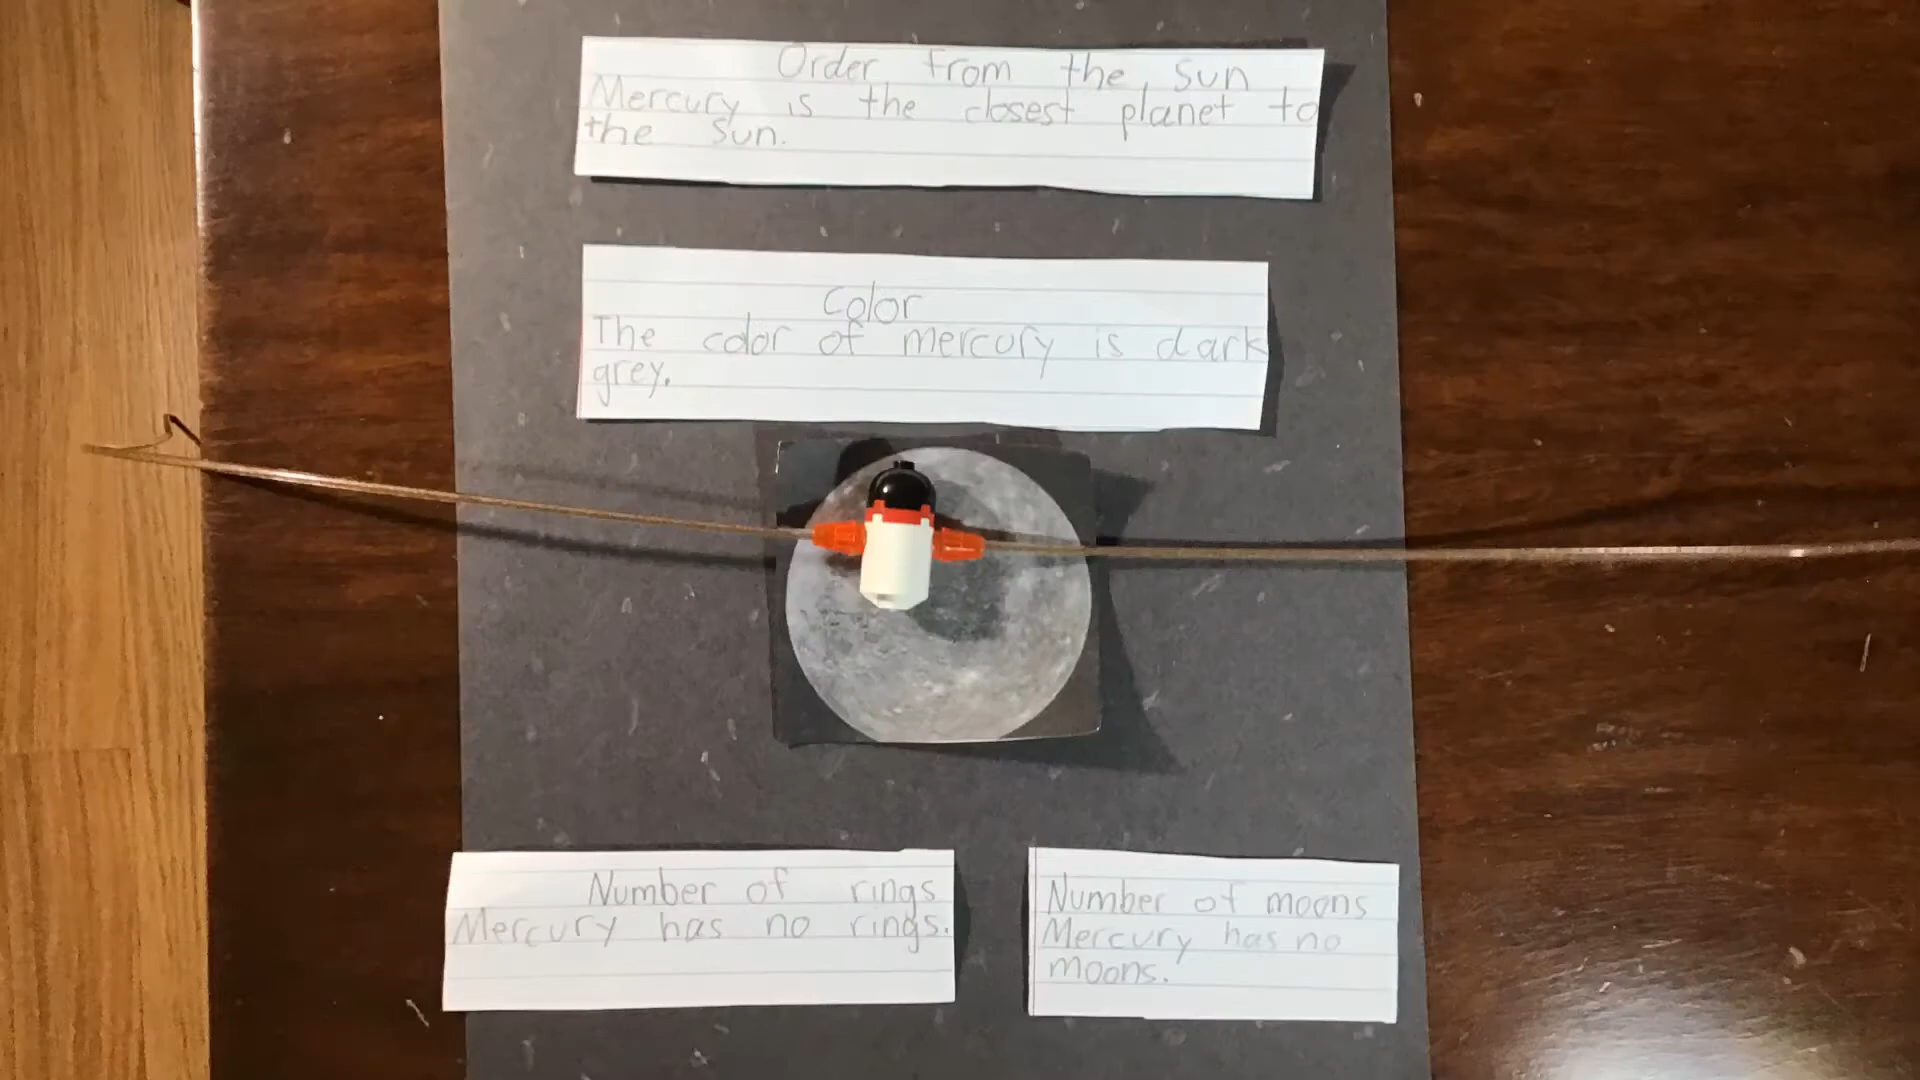 Order from the sun
Mercury is the closest planet to
the sun.
Color
The color of mercury is dark
grey.
Number of rings
Mercury has no rings.
Number of moons
Mercury has no
moons.